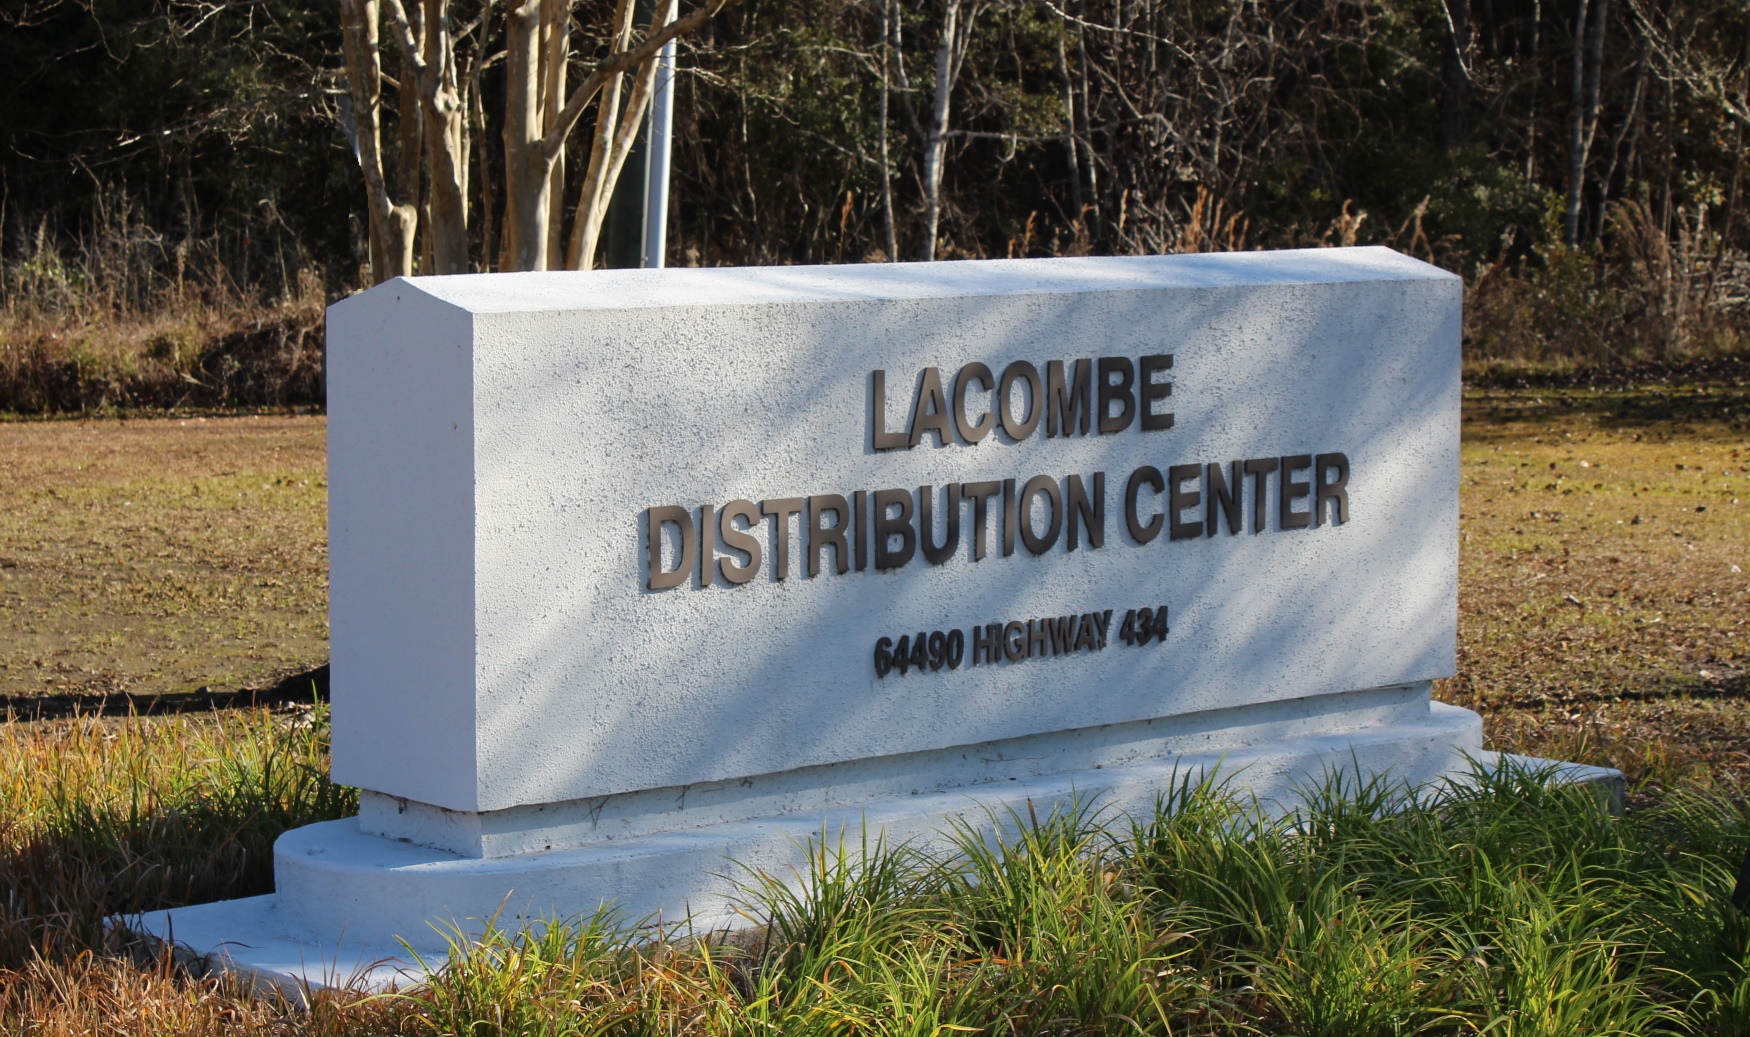 LACOMBE
DISTRIBUTION CENTER
64490 HIGHWAY 434